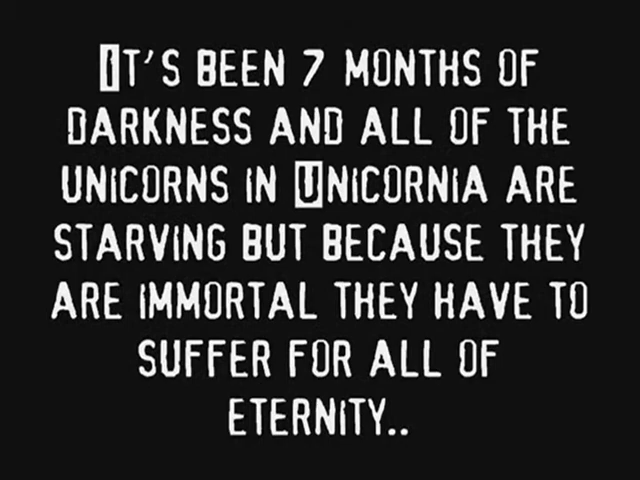 It's been 7 months of
darkness and all of the
unicorns in Unicornia are
starving but because they
are immortal they have to
suffer for all of
eternity..